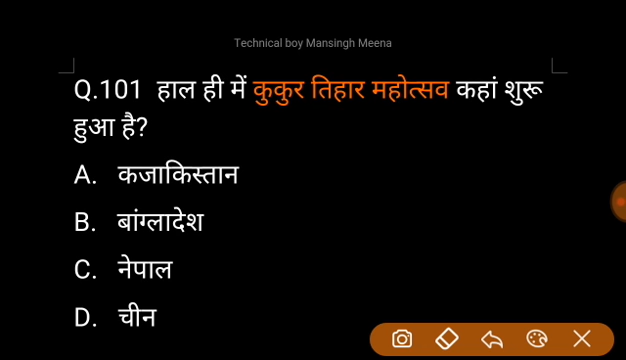 Technical boy Mansingh Meena
Q.101 हाल ही में कुकुर तिहार महोत्सव कहां शुरू
हुआ है?
A. कजाकिस्तान
B. बांग्लादेश
C. नेपाल
D. चीन